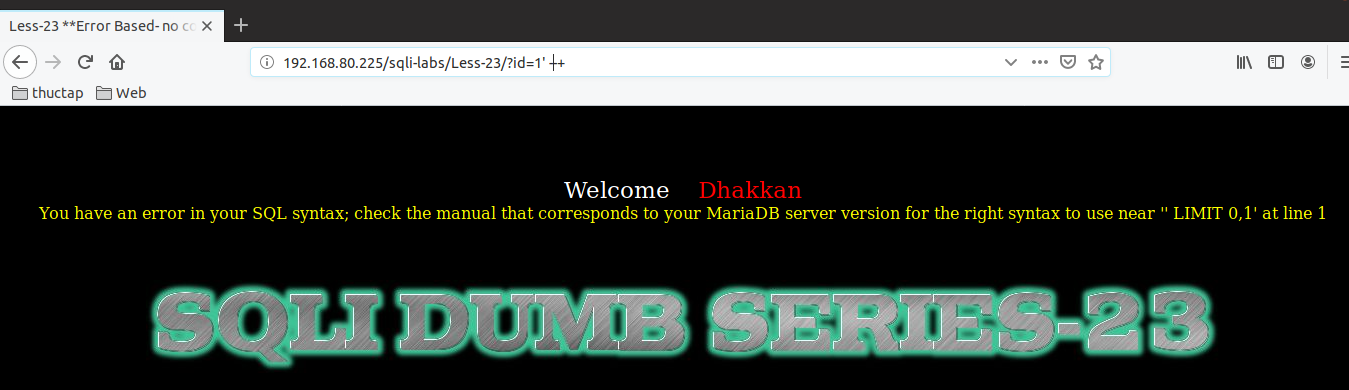 Less-23 **Error Based- no co
192.168.80.225/sqli-labs/Less-23/?id=1' --+
thuctap Web
Welcome Dhakkan
You have an error in your SQL syntax; check the manual that corresponds to your MariaDB server version for the right syntax to use near '' LIMIT 0,1' at line 1
SQLI DUMB SERIES-23